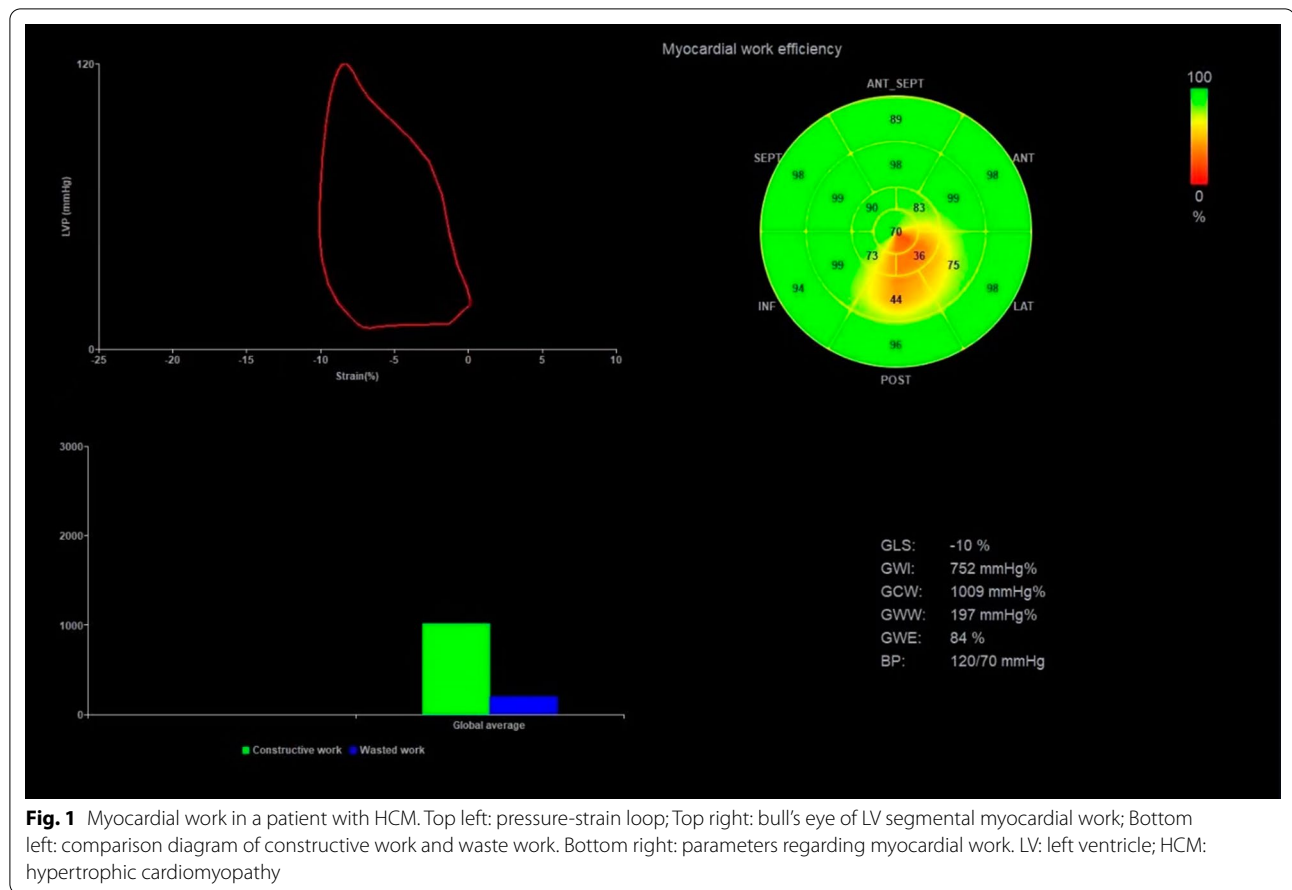 120
LVP (mmHg)
0
-25 -20 -15 -10 -5 0 5 10
Strain(%)
Myocardial work efficiency
ANT_SEPT
SEPT
ANT
INF
LAT
POST
89
98
98
98
99
99
90
83
70
73
36
99
75
94
98
44
96
100
0
%
3000
2000
1000
0
Global average
Constructive work Wasted work
GLS: -10 %
GWI: 752 mmHg%
GCW: 1009 mmHg%
GWW: 197 mmHg%
GWE: 84 %
BP: 120/70 mmHg
Fig. 1 Myocardial work in a patient with HCM. Top left: pressure-strain loop; Top right: bull's eye of LV segmental myocardial work; Bottom
left: comparison diagram of constructive work and waste work. Bottom right: parameters regarding myocardial work. LV: left ventricle; HCM:
hypertrophic cardiomyopathy